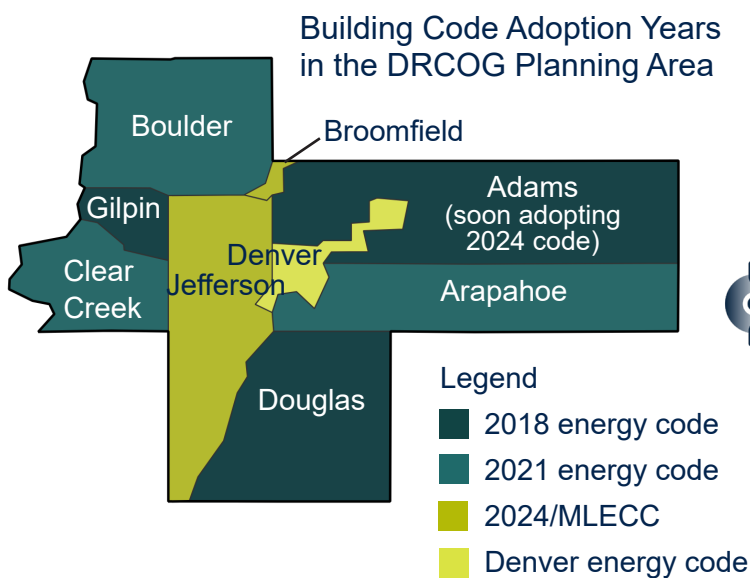 Building Code Adoption Years
in the DRCOG Planning Area
Boulder
Broomfield
Gilpin
Adams
(soon adopting
2024 code)
Denver
Jefferson
Clear
Creek
Arapahoe
Douglas
Legend
2018 energy code
2021 energy code
2024/MLECC
Denver energy code